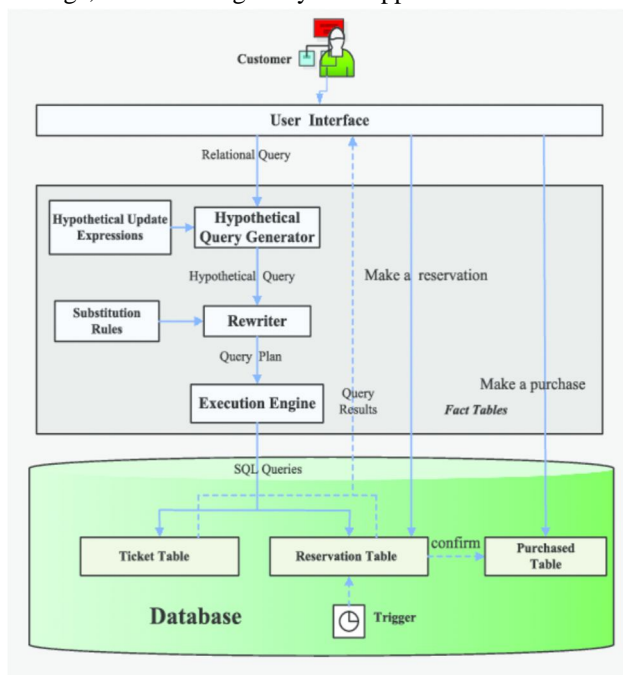 Customer
User Interface
Relational Query
Hypothetical Update
Expressions
Hypothetical
Query Generator
Hypothetical Query
Make a reservation
Substitution
Rules
Rewriter
Query Plan
Make a purchase
Execution Engine
Query
Results
Fact Tables
SQL Queries
confirm
Ticket Table
Reservation Table
Purchased
Table
Database
Trigger